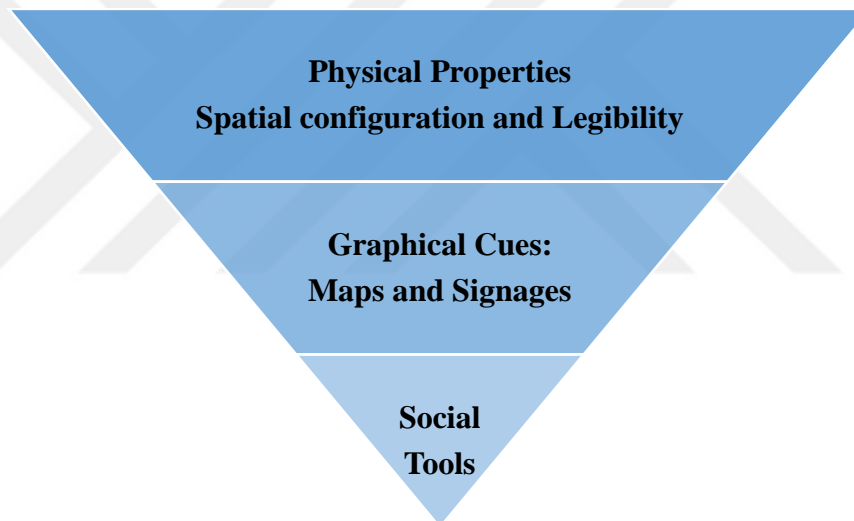 Physical Properties
Spatial configuration and Legibility
Graphical Cues:
Maps and Signages
Social
Tools